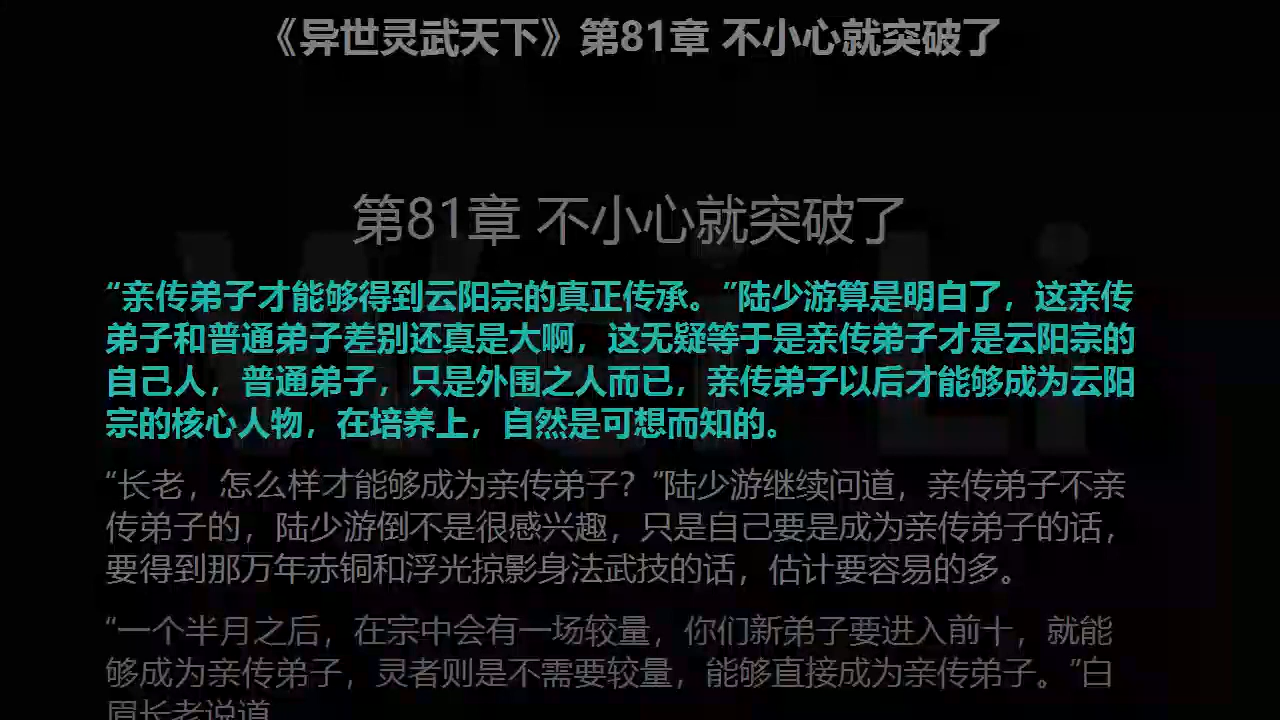 《异世灵武天下》第81章 不小心就突破了
第81章 不小心就突破了
“亲传弟子才能够得到云阳宗的真正传承。”陆少游算是明白了，这亲传
弟子和普通弟子差别还真是大啊，这无疑等于是亲传弟子才是云阳宗的
自己人，普通弟子，只是外围之人而已，亲传弟子以后才能够成为云阳
宗的核心人物，在培养上，自然是可想而知的。
“长老，怎么样才能够成为亲传弟子？”陆少游继续问道，亲传弟子不亲
传弟子的，陆少游倒不是很感兴趣，只是自己要是成为亲传弟子的话，
要得到那万年赤铜和浮光掠影身法武技的话，估计要容易的多。
“一个半月之后，在宗中会有一场较量，你们新弟子要进入前十，就能
够成为亲传弟子，灵者则是不需要较量，能够直接成为亲传弟子。”白
眉长老说道